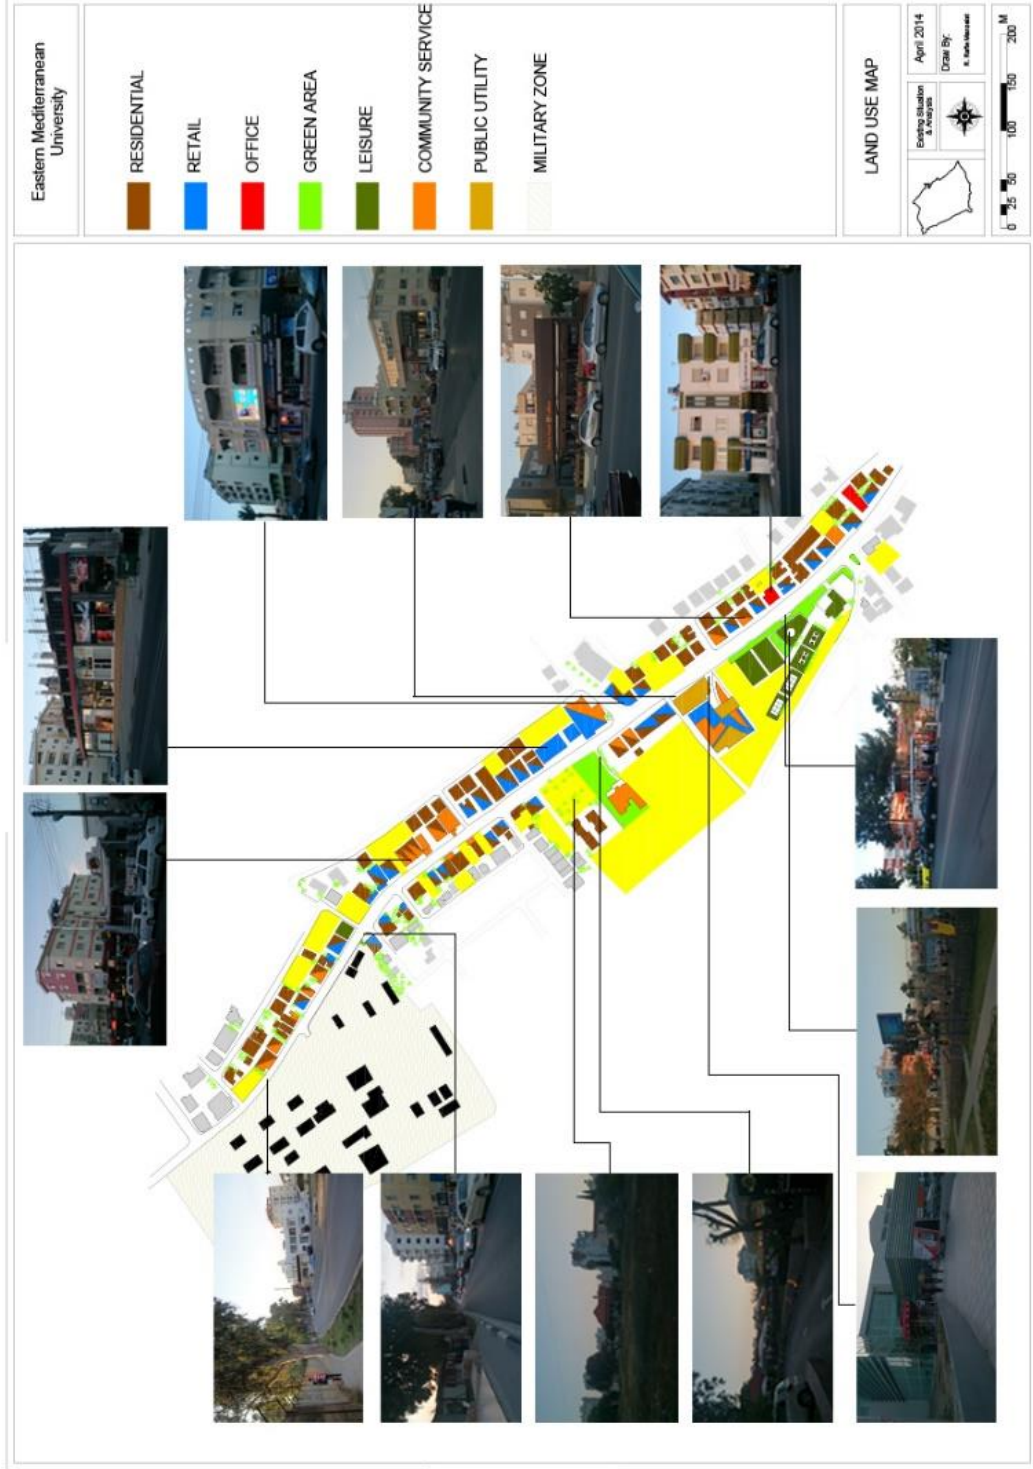 Eastern Mediterranean
University
RESIDENTIAL
RETAIL
OFFICE
GREEN AREA
LEISURE
COMMUNITY SERVICE
PUBLIC UTILITY
MILITARY ZONE
LAND USE MAP
Existing Situation
& Analysis
April 2014
Draw By:
0 25 50 100 150 200 M